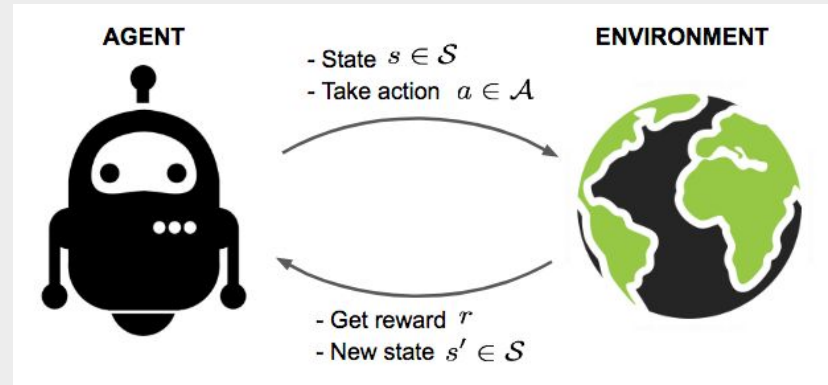 AGENT
ENVIRONMENT
- State s ∈ 𝒮
- Take action a ∈ 𝒜
- Get reward r
- New state s′ ∈ 𝒮